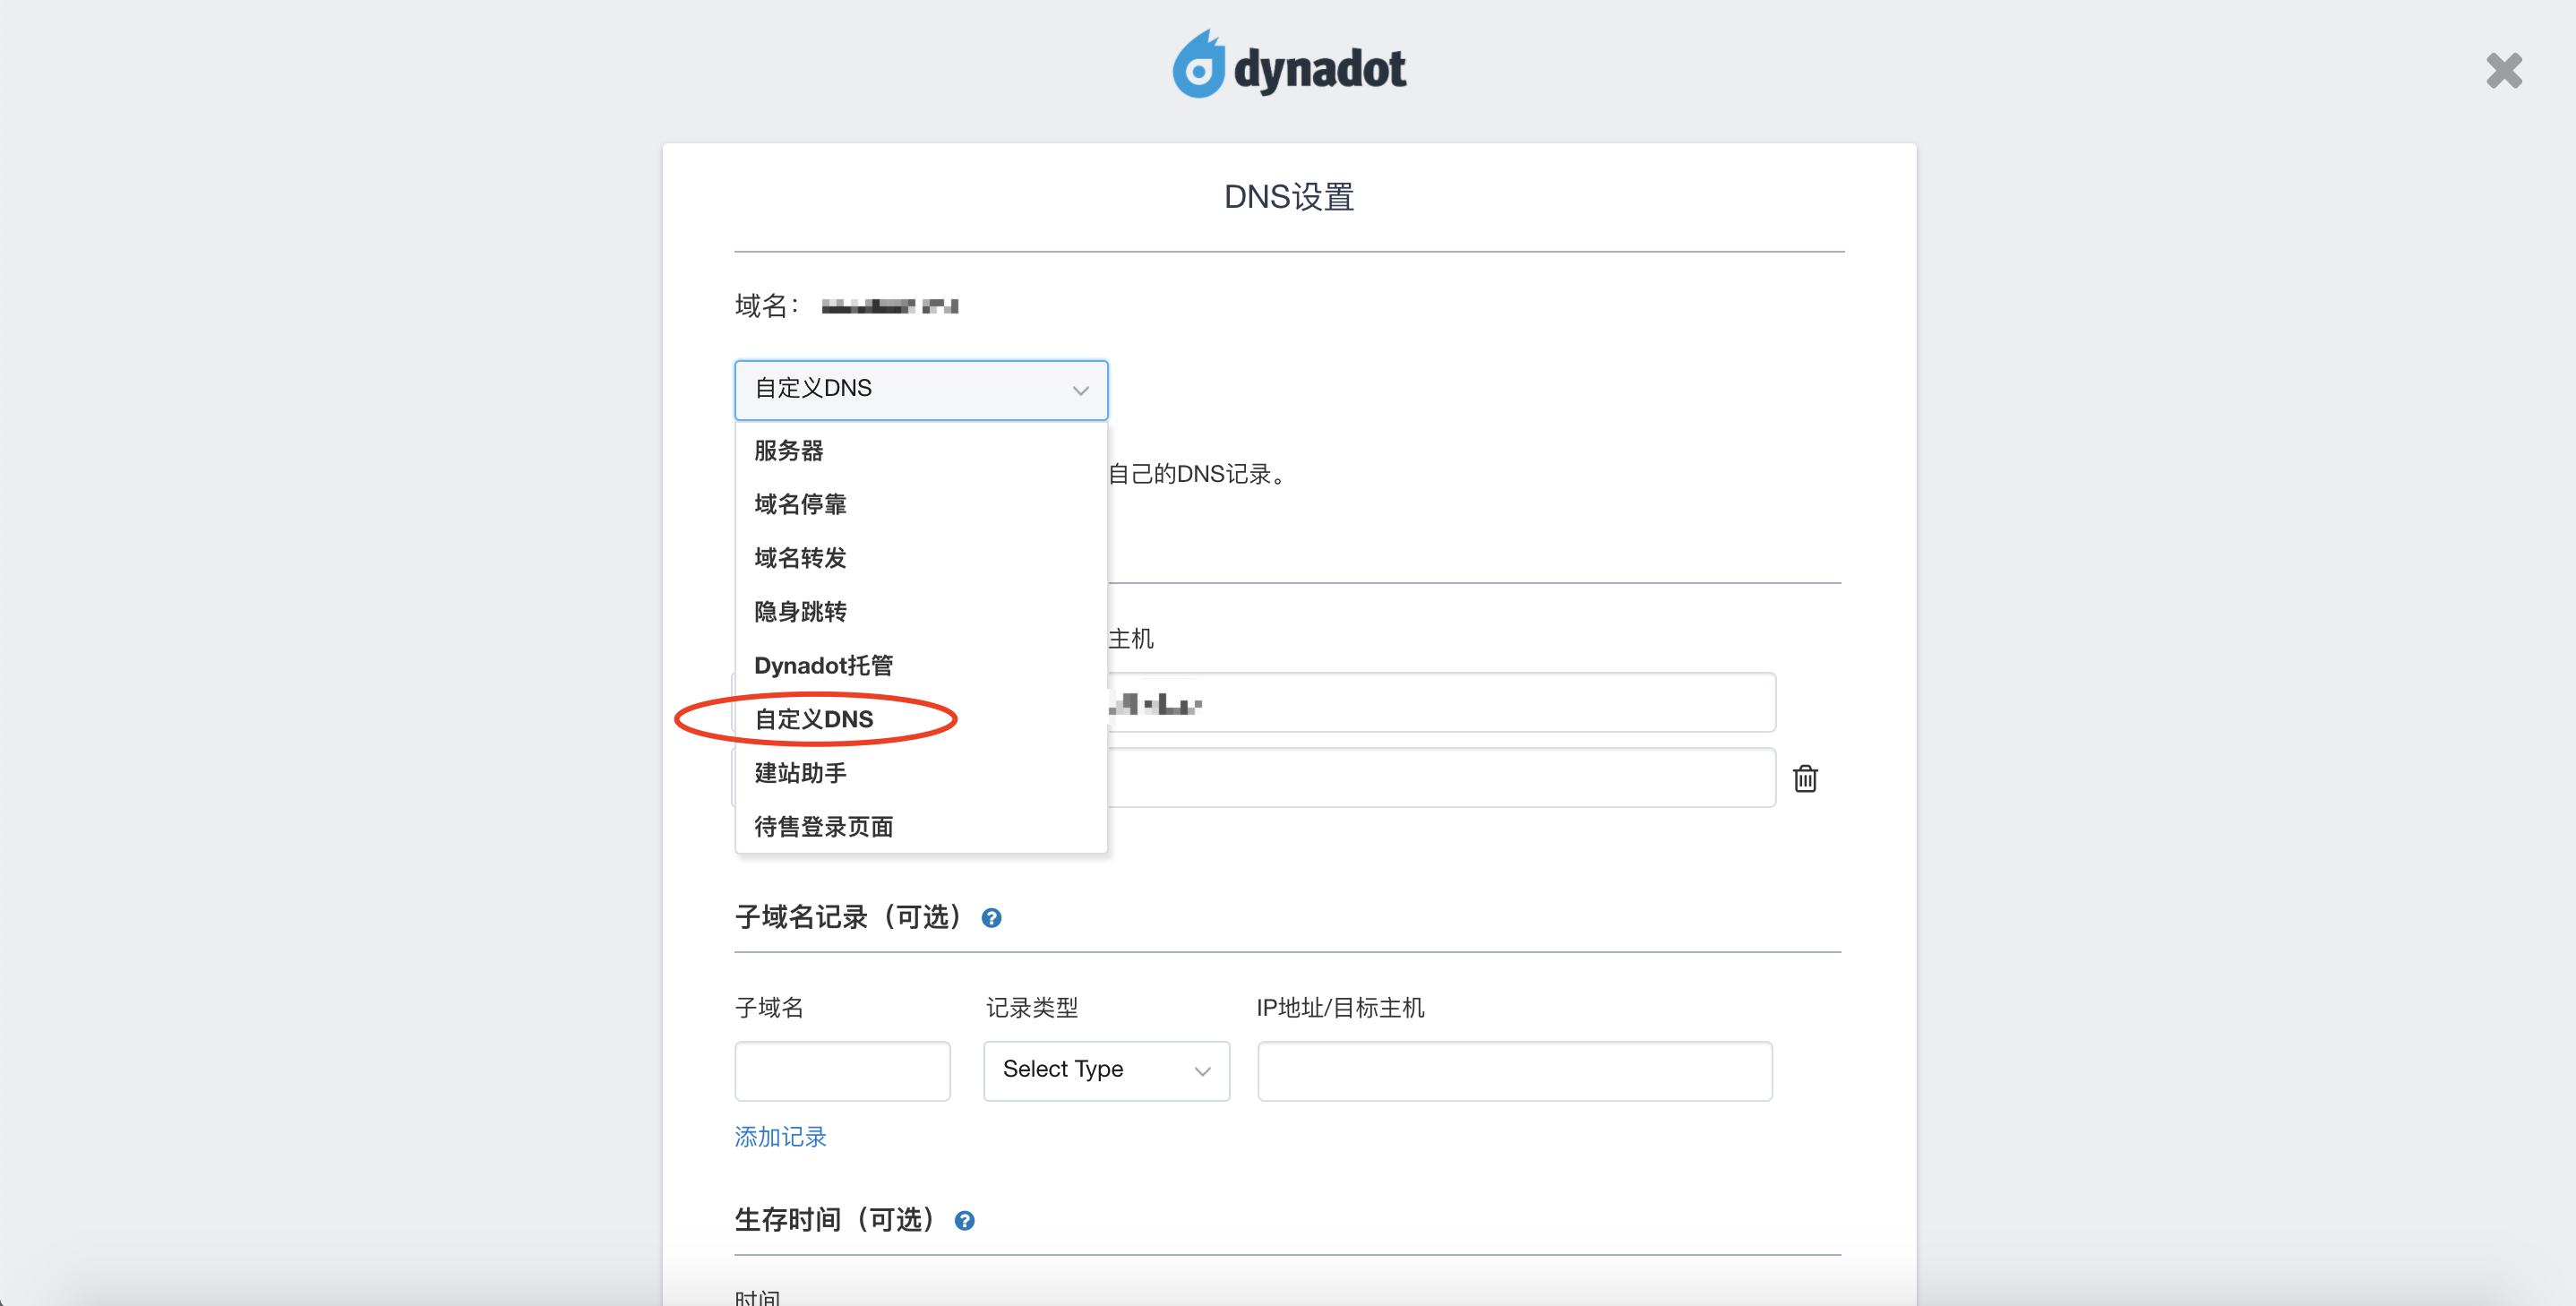 dynadot
DNS设置
域名：
自定义DNS
服务器
自己的DNS记录。
域名停靠
域名转发
隐身跳转
主机
Dynadot托管
自定义DNS
建站助手
待售登录页面
子域名记录（可选） ?
子域名 记录类型 IP地址/目标主机
Select Type
添加记录
生存时间（可选） ?
时间